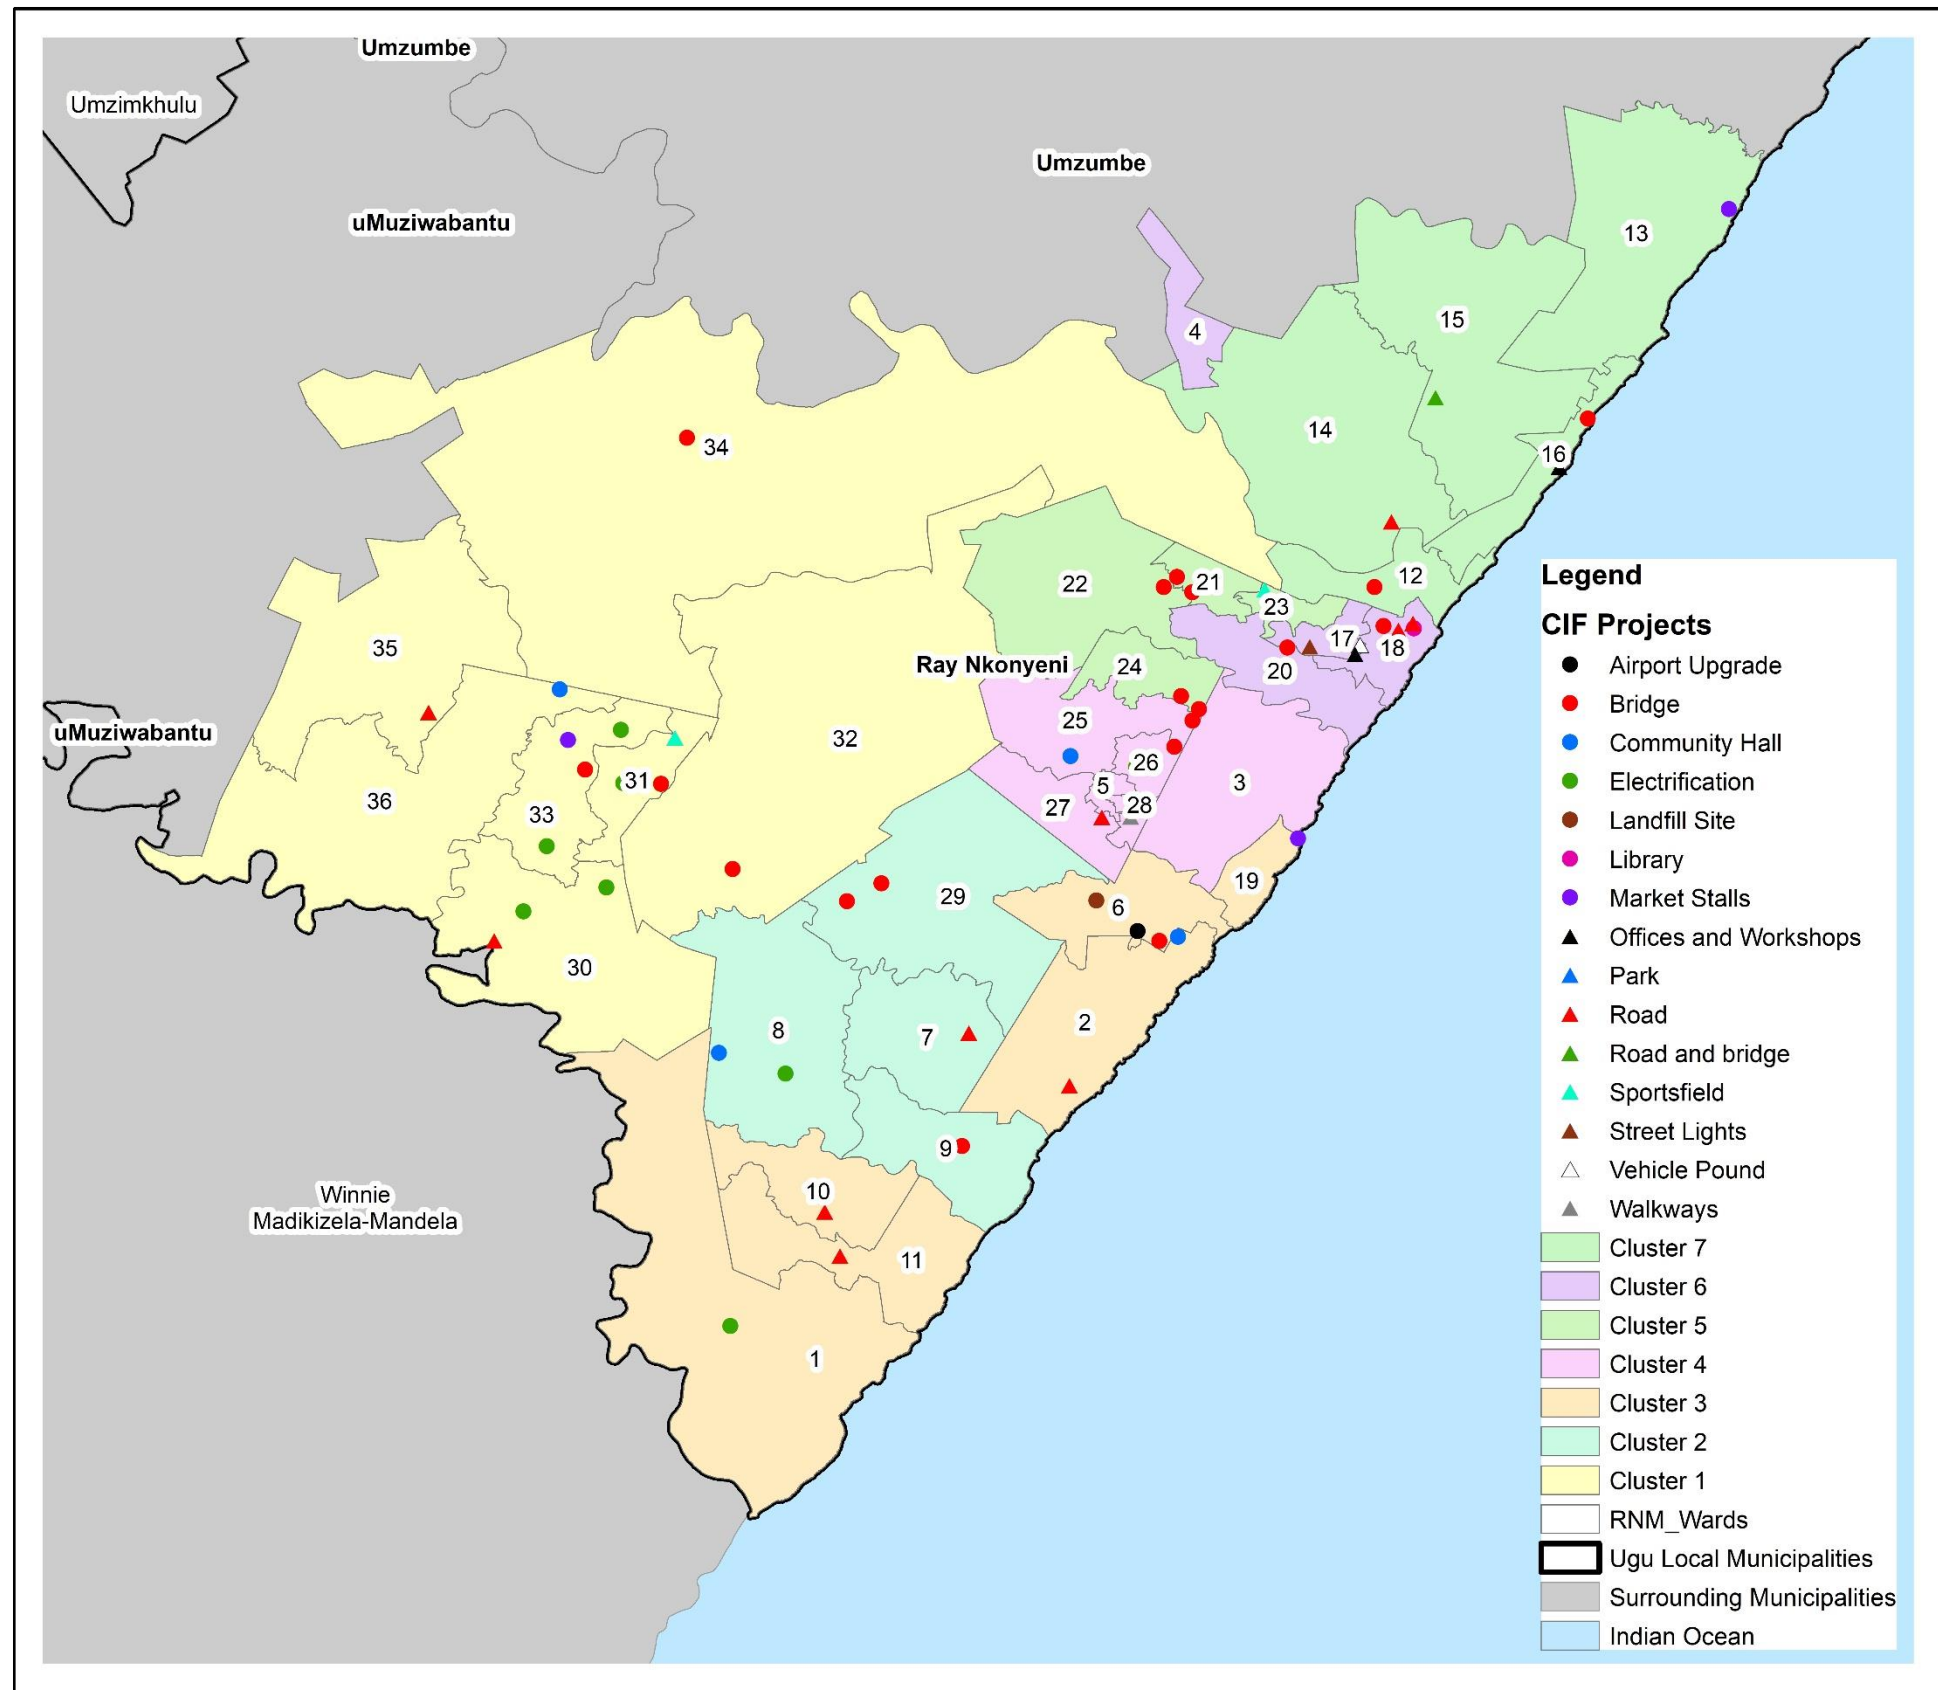 Umzumbe
Umzimkhulu
Umzumbe
uMuziwabantu
13
4
15
14
34
16
22
21
12
23
35
17
18
Ray Nkonyeni
24
20
25
uMuziwabantu
32
26
31
5
3
36
27
28
33
19
29
6
30
2
8
7
9
10
Winnie
Madikizela-Mandela
11
1
Legend
CIF Projects
Airport Upgrade
Bridge
Community Hall
Electrification
Landfill Site
Library
Market Stalls
Offices and Workshops
Park
Road
Road and bridge
Sportsfield
Street Lights
Vehicle Pound
Walkways
Cluster 7
Cluster 6
Cluster 5
Cluster 4
Cluster 3
Cluster 2
Cluster 1
RNM_Wards
Ugu Local Municipalities
Surrounding Municipalities
Indian Ocean